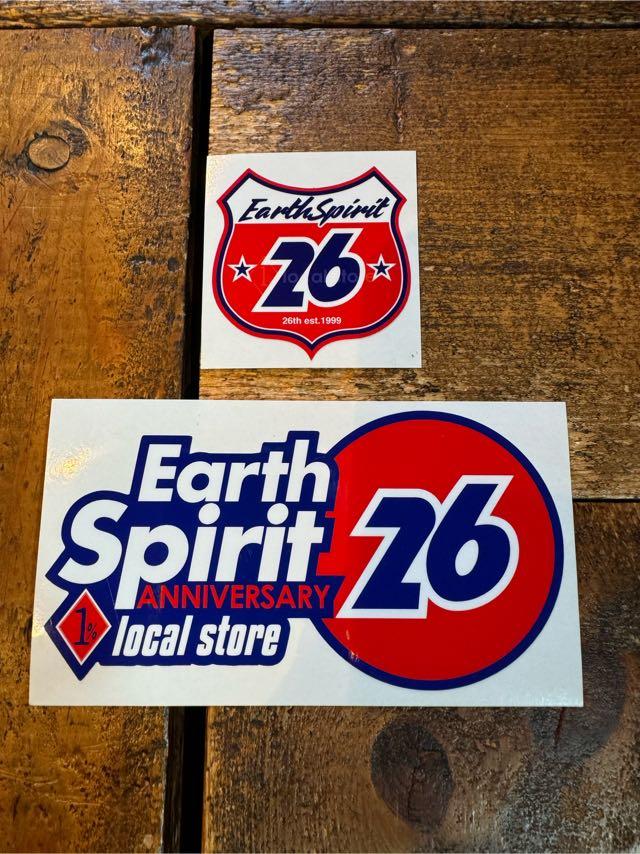 EarthSpirit
26
26th est.1999
Earth
Spirit
26
ANNIVERSARY
1%
local store